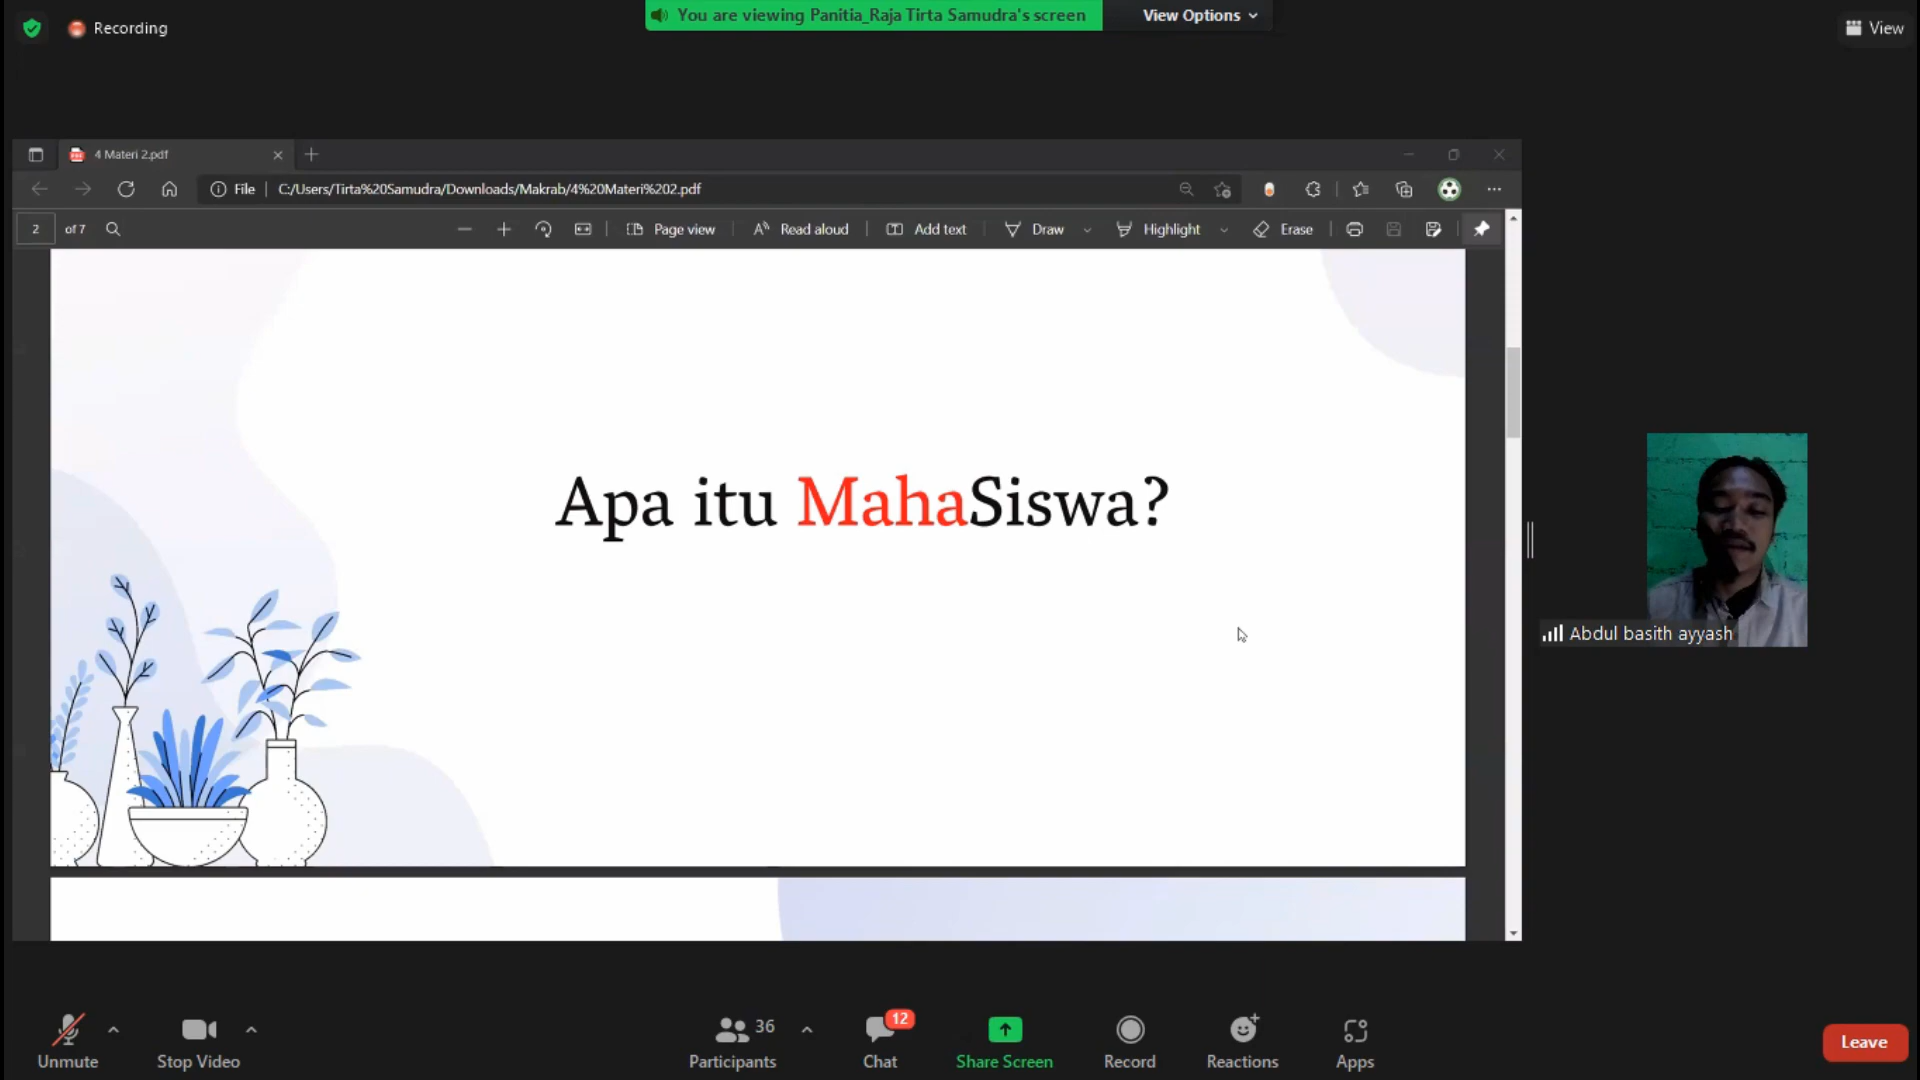 Recording
You are viewing Panitia_Raja Tirta Samudra's screen
View Options
View
4 Materi 2.pdf
File
C:/Users/Tirta%20Samudra/Downloads/Makrab/4%20Materi%202.pdf
2 of 7
Page view
Read aloud
Add text
Draw
Highlight
Erase
Apa itu MahaSiswa?
Abdul basith ayyash
Unmute
Stop Video
36
Participants
12
Chat
Share Screen
Record
Reactions
Apps
Leave